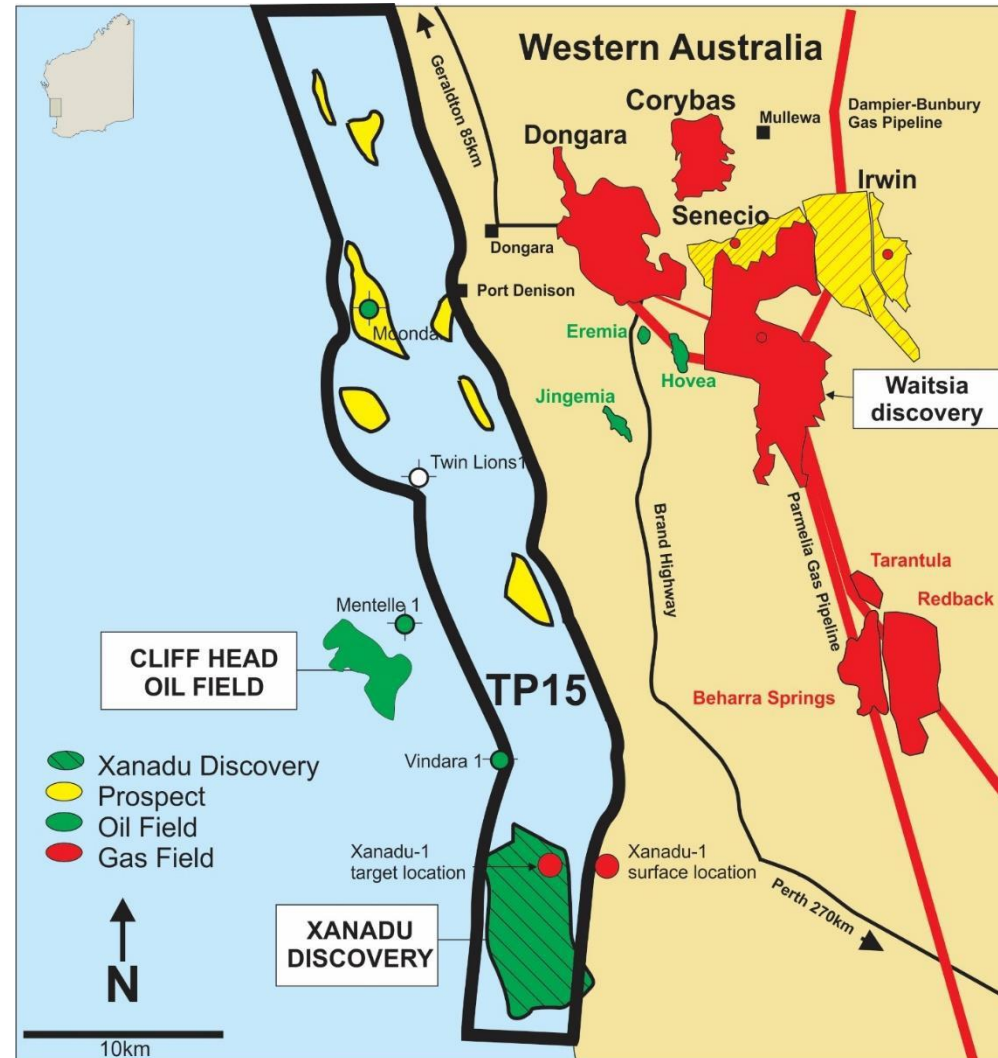 Western Australia
Geraldton 85km
Corybas
Mullewa
Dampier-Bunbury
Gas Pipeline
Dongara
Irwin
Senecio
Dongara
Port Denison
Moonda
Eremia
Hovea
Jingemia
Waitsia
discovery
Twin Lions1
Brand Highway
Parmelia Gas Pipeline
Tarantula
Redback
Mentelle 1
CLIFF HEAD
OIL FIELD
TP15
Beharra Springs
Vindara 1
Xanadu Discovery
Prospect
Oil Field
Gas Field
Xanadu-1
target location
Xanadu-1
surface location
Perth 270km
XANADU
DISCOVERY
N
10km